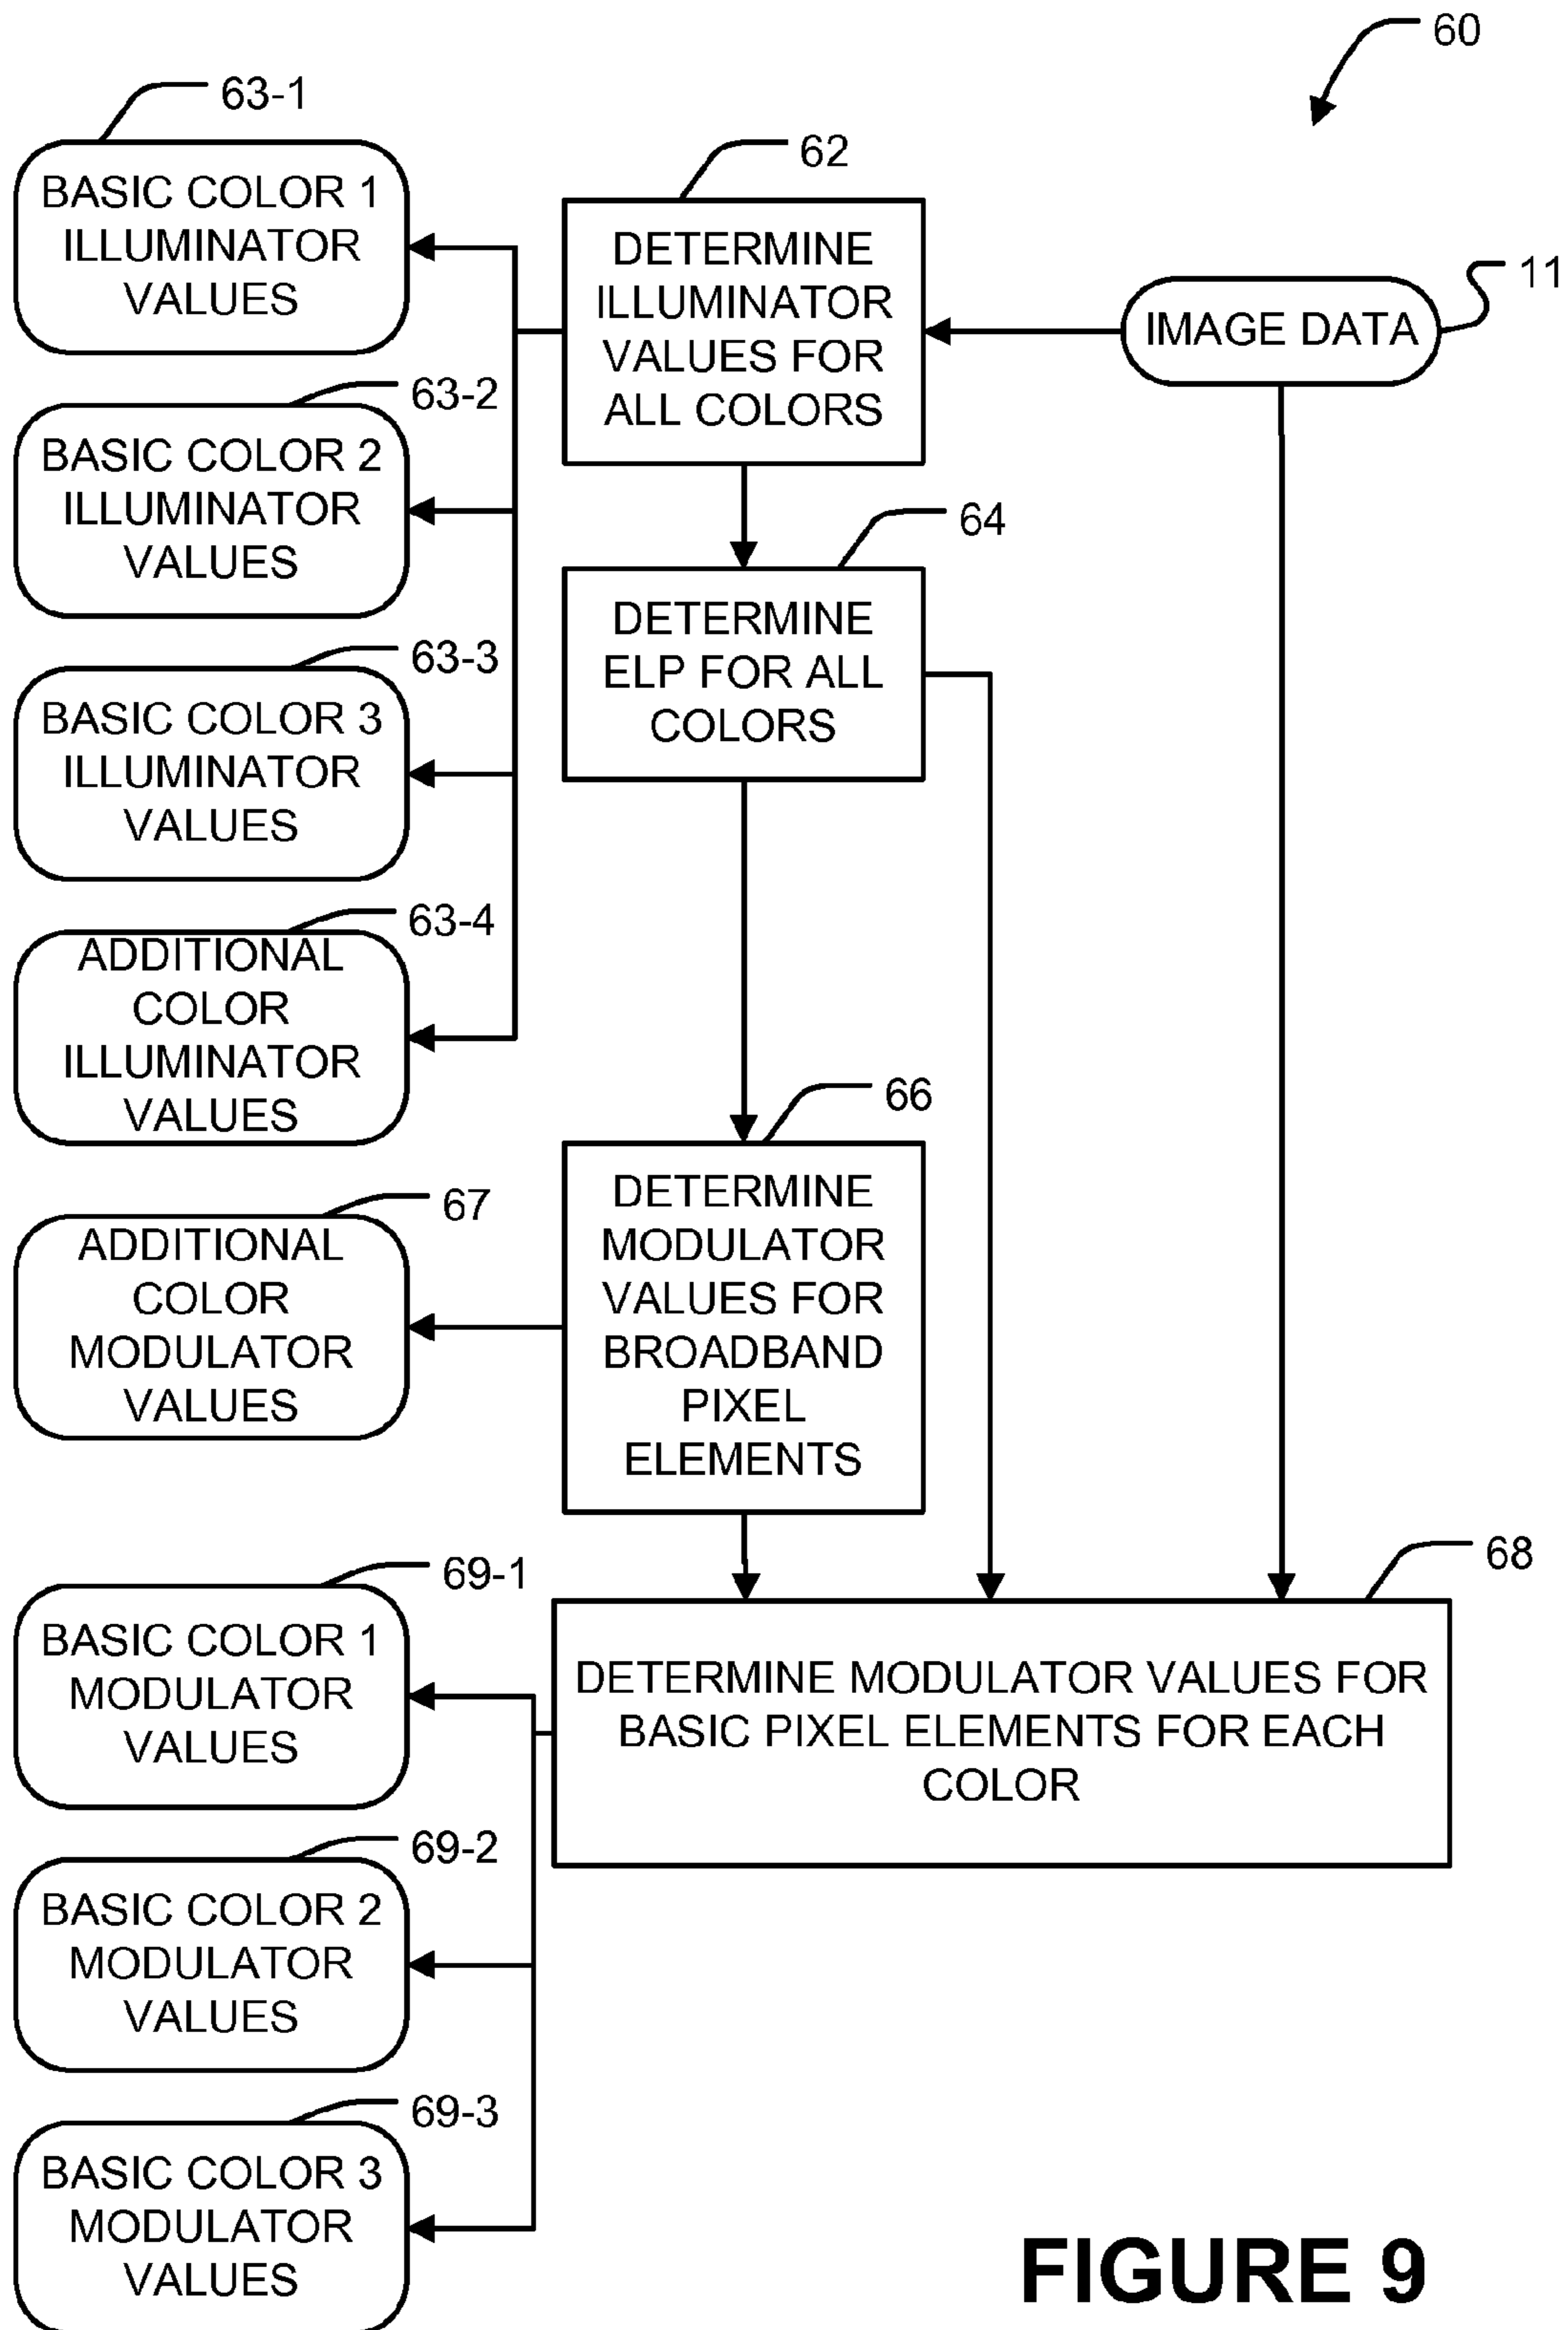 60
63-1
BASIC COLOR 1
ILLUMINATOR
VALUES
62
DETERMINE
ILLUMINATOR
VALUES FOR
ALL COLORS
11
IMAGE DATA
63-2
BASIC COLOR 2
ILLUMINATOR
VALUES
64
DETERMINE
ELP FOR ALL
COLORS
63-3
BASIC COLOR 3
ILLUMINATOR
VALUES
63-4
ADDITIONAL
COLOR
ILLUMINATOR
VALUES
66
DETERMINE
MODULATOR
VALUES FOR
BROADBAND
PIXEL
ELEMENTS
67
ADDITIONAL
COLOR
MODULATOR
VALUES
68
DETERMINE MODULATOR VALUES FOR
BASIC PIXEL ELEMENTS FOR EACH
COLOR
69-1
BASIC COLOR 1
MODULATOR
VALUES
69-2
BASIC COLOR 2
MODULATOR
VALUES
69-3
BASIC COLOR 3
MODULATOR
VALUES
FIGURE 9